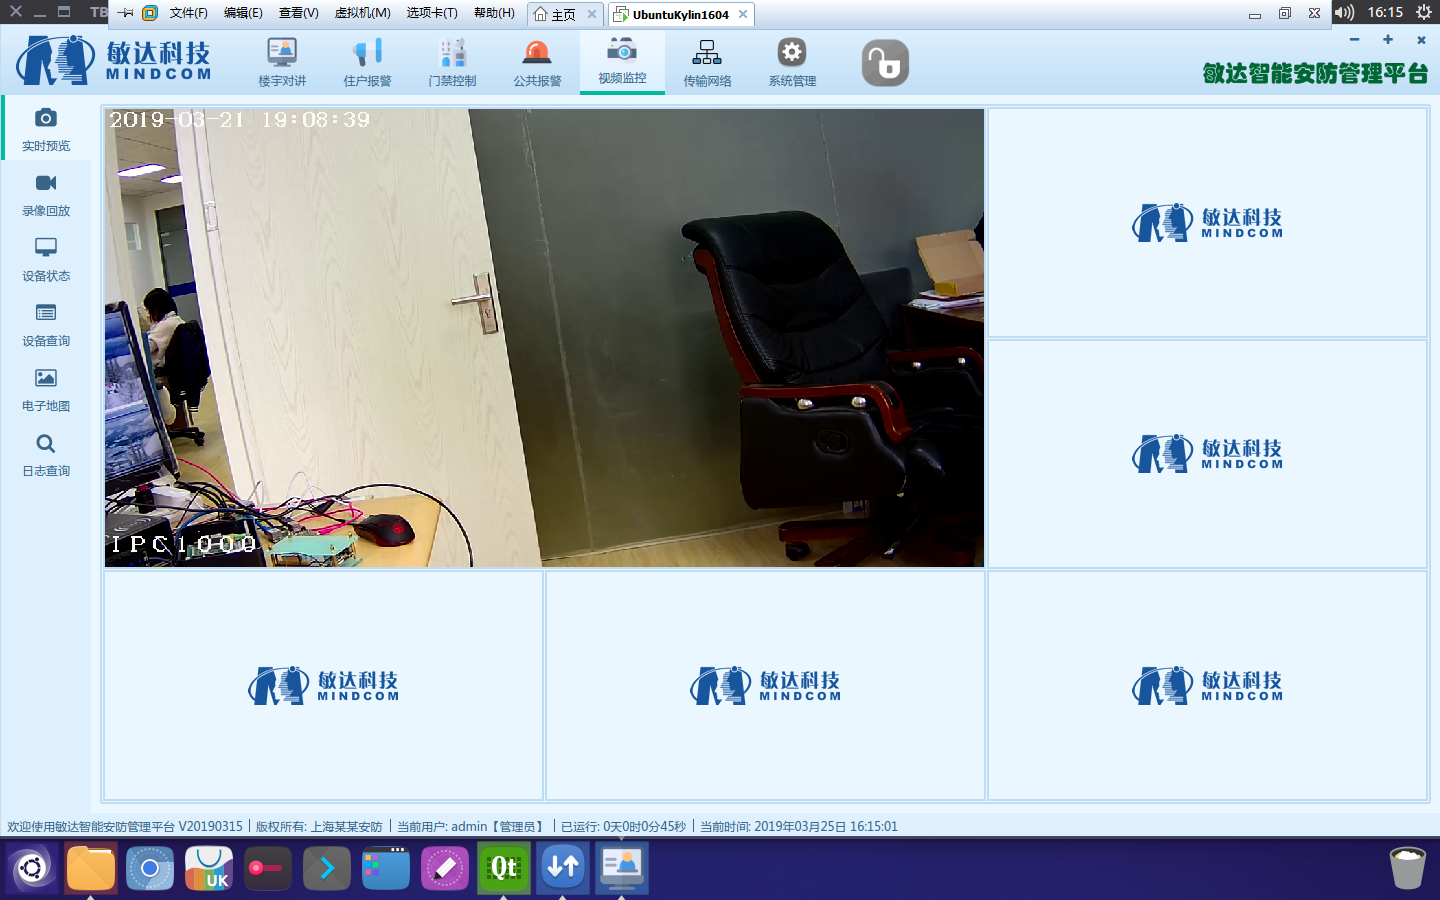 TB
文件(F) 编辑(E) 查看(V) 虚拟机(M) 选项卡(T) 帮助(H) 主页 UbuntuKylin1604
16:15
敏达科技
MINDCOM
楼宇对讲 住户报警 门禁控制 公共报警 视频监控 传输网络 系统管理
敏达智能安防管理平台
实时预览
录像回放
设备状态
设备查询
电子地图
日志查询
2019-03-21 19:08:39
IPC1000
敏达科技
MINDCOM
敏达科技
MINDCOM
敏达科技
MINDCOM
敏达科技
MINDCOM
敏达科技
MINDCOM
欢迎使用敏达智能安防管理平台 V20190315 | 版权所有: 上海某某安防 | 当前用户: admin【管理员】 | 已运行: 0天0时0分45秒 | 当前时间: 2019年03月25日 16:15:01
UK
Qt